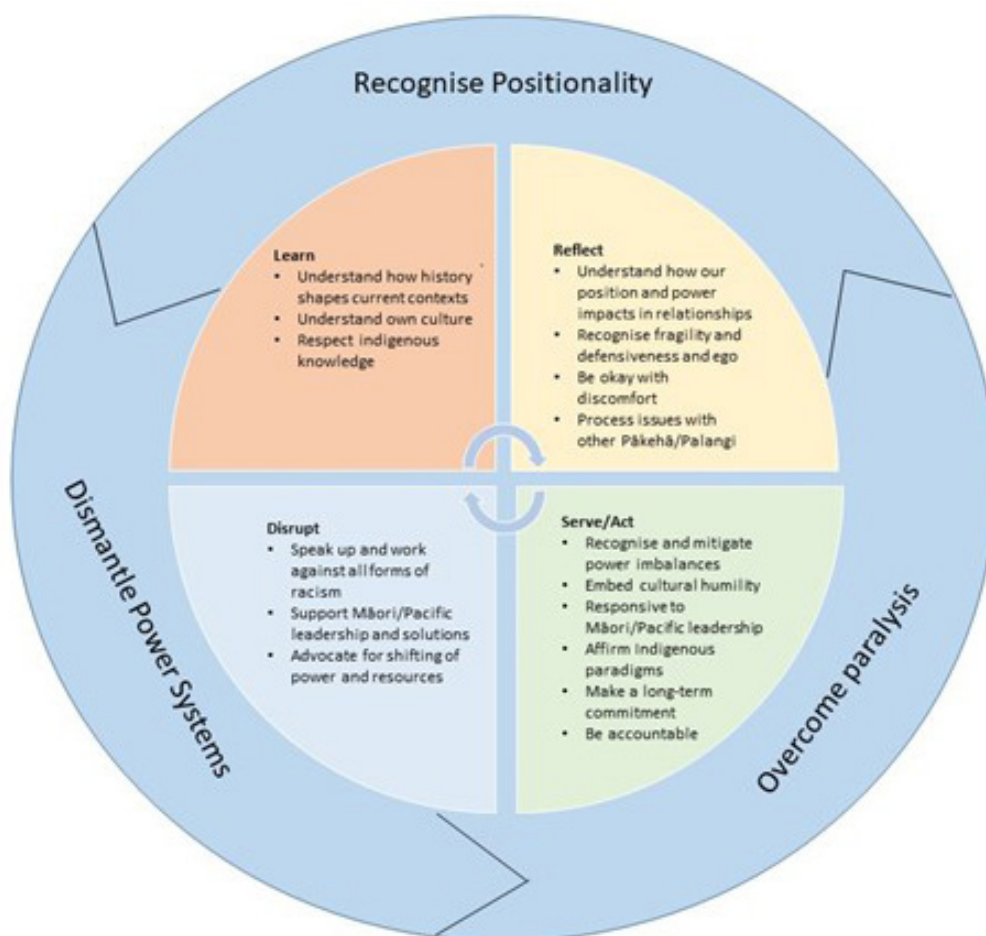 Recognise Positionality
Learn
• Understand how history
shapes current contexts
• Understand own culture
• Respect indigenous
knowledge
Reflect
• Understand how our
position and power
impacts in relationships
• Recognise fragility and
defensiveness and ego
• Be okay with
discomfort
• Process issues with
other Pākehā/Palangi
Disrupt
• Speak up and work
against all forms of
racism
• Support Māori/Pacific
leadership and solutions
• Advocate for shifting of
power and resources
Serve/Act
• Recognise and mitigate
power imbalances
• Embed cultural humility
• Responsive to
Māori/Pacific leadership
• Affirm Indigenous
paradigms
• Make a long-term
commitment
• Be accountable
Dismantle Power Systems
Overcome paralysis